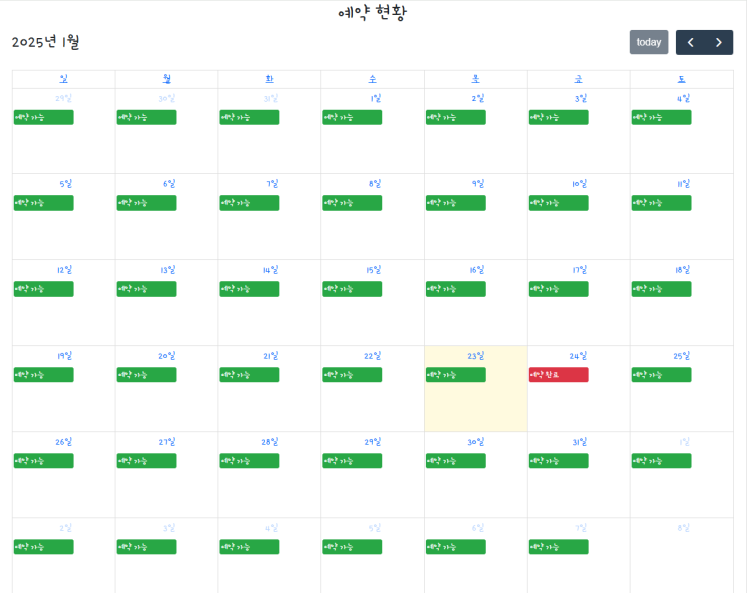 예약 현황
2025년 1월
today
일 월 화 수 목 금 토
29일 30일 31일 1일 2일 3일 4일
예약 가능 예약 가능 예약 가능 예약 가능 예약 가능 예약 가능 예약 가능
5일 6일 7일 8일 9일 10일 11일
예약 가능 예약 가능 예약 가능 예약 가능 예약 가능 예약 가능 예약 가능
12일 13일 14일 15일 16일 17일 18일
예약 가능 예약 가능 예약 가능 예약 가능 예약 가능 예약 가능 예약 가능
19일 20일 21일 22일 23일 24일 25일
예약 가능 예약 가능 예약 가능 예약 가능 예약 가능 예약 완료 예약 가능
26일 27일 28일 29일 30일 31일 1일
예약 가능 예약 가능 예약 가능 예약 가능 예약 가능 예약 가능 예약 가능
2일 3일 4일 5일 6일 7일 8일
예약 가능 예약 가능 예약 가능 예약 가능 예약 가능 예약 가능